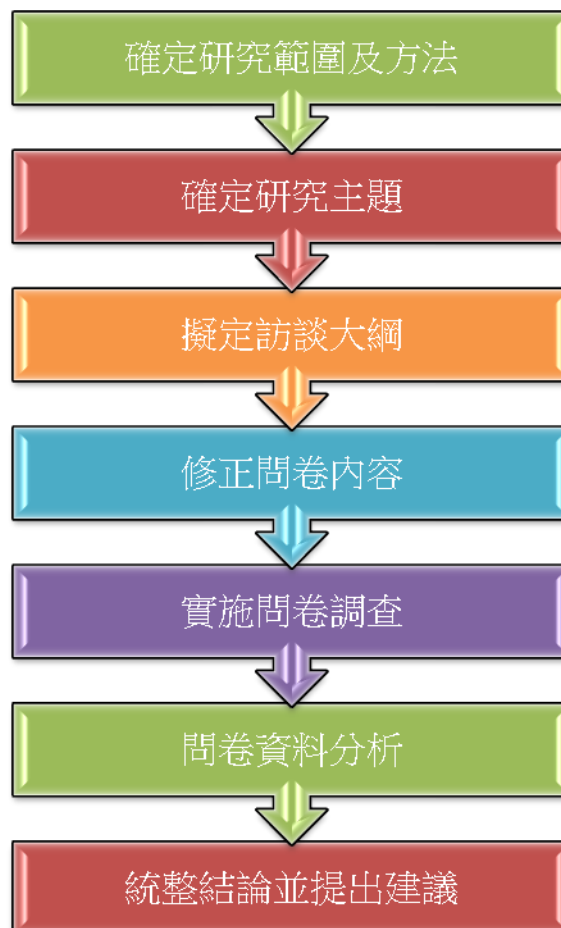 確定研究範圍及方法
確定研究主題
擬定訪談大綱
修正問卷內容
實施問卷調查
問卷資料分析
統整結論並提出建議